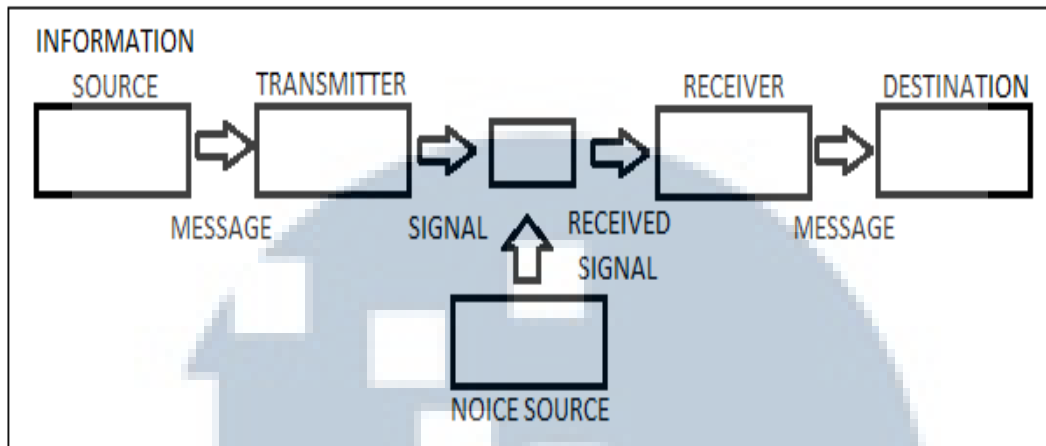 INFORMATION
SOURCE TRANSMITTER RECEIVER DESTINATION
MESSAGE SIGNAL RECEIVED MESSAGE
SIGNAL
NOICE SOURCE